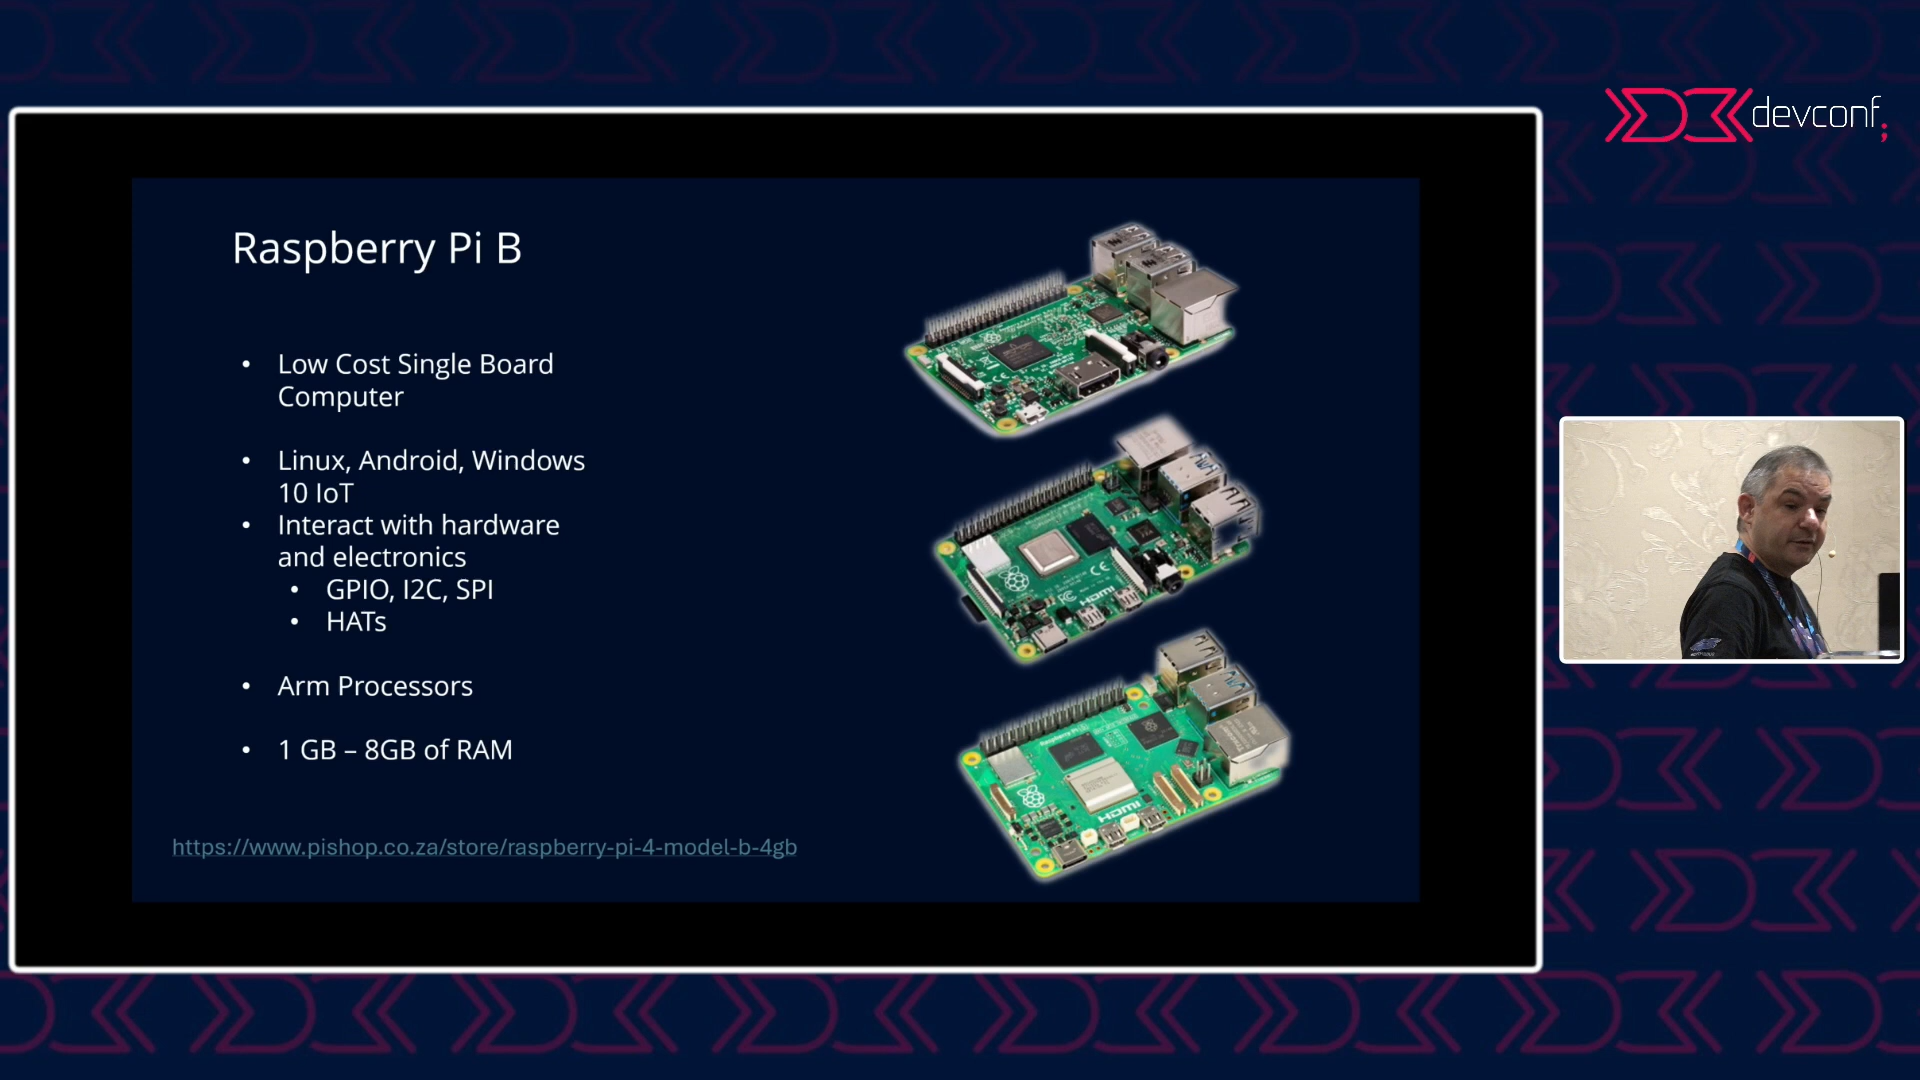 devconf;
Raspberry Pi B
• Low Cost Single Board
Computer
• Linux, Android, Windows
10 IoT
• Interact with hardware
and electronics
• GPIO, I2C, SPI
• HATs
• Arm Processors
• 1 GB – 8GB of RAM
https://www.pishop.co.za/store/raspberry-pi-4-model-b-4gb
HDMI
HDMI